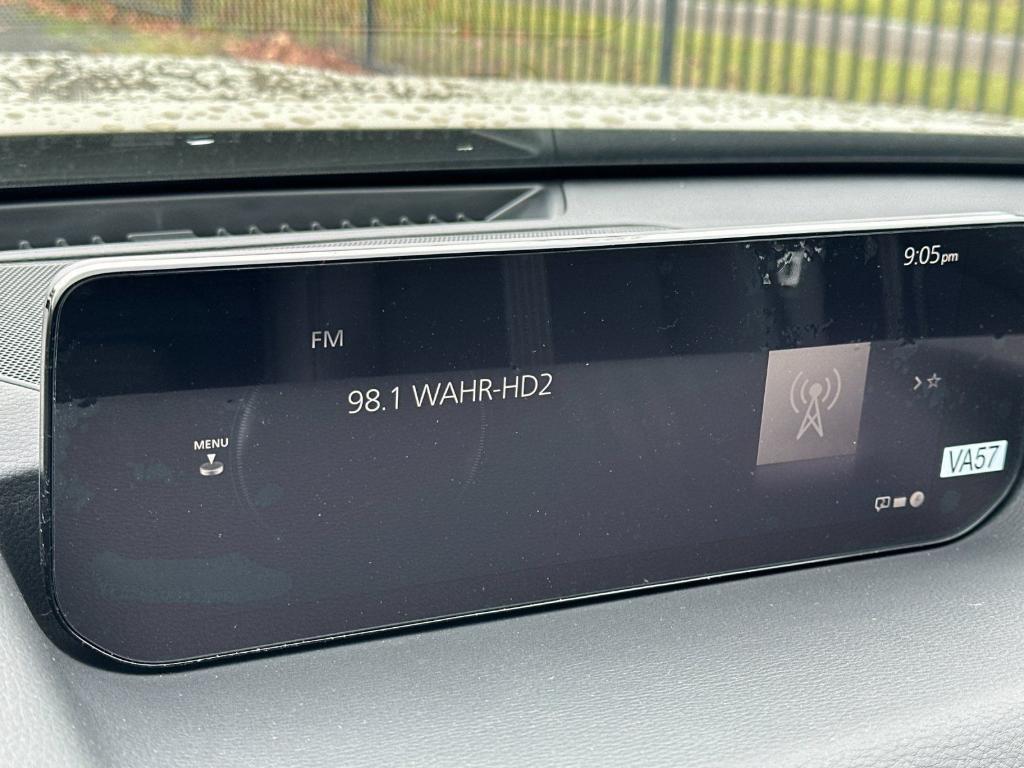 9:05pm
FM
98.1 WAHR-HD2
MENU
VA57